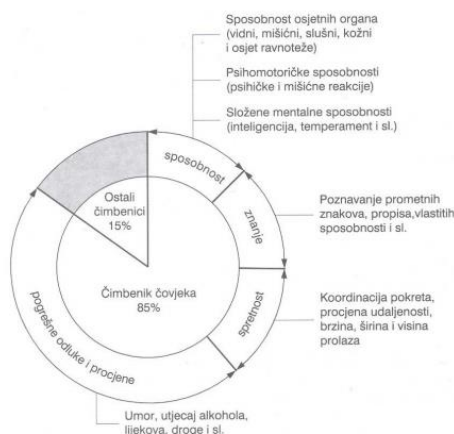 Sposobnost osjetnih organa
(vidni, mišićni, slušni, kožni
i osjet ravnoteže)
Psihomotoričke sposobnosti
(psihičke i mišićne reakcije)
Složene mentalne sposobnosti
(inteligencija, temperament i sl.)
sposobnost
Ostali
čimbenici
15%
znanje
Poznavanje prometnih
znakova, propisa,vlastitih
sposobnosti i sl.
Čimbenik čovjeka
85%
spretnost
Koordinacija pokreta,
procjena udaljenosti,
brzina, širina i visina
prolaza
pogrešne odluke i procjene
Umor, utjecaj alkohola,
lijekova, droge i sl.